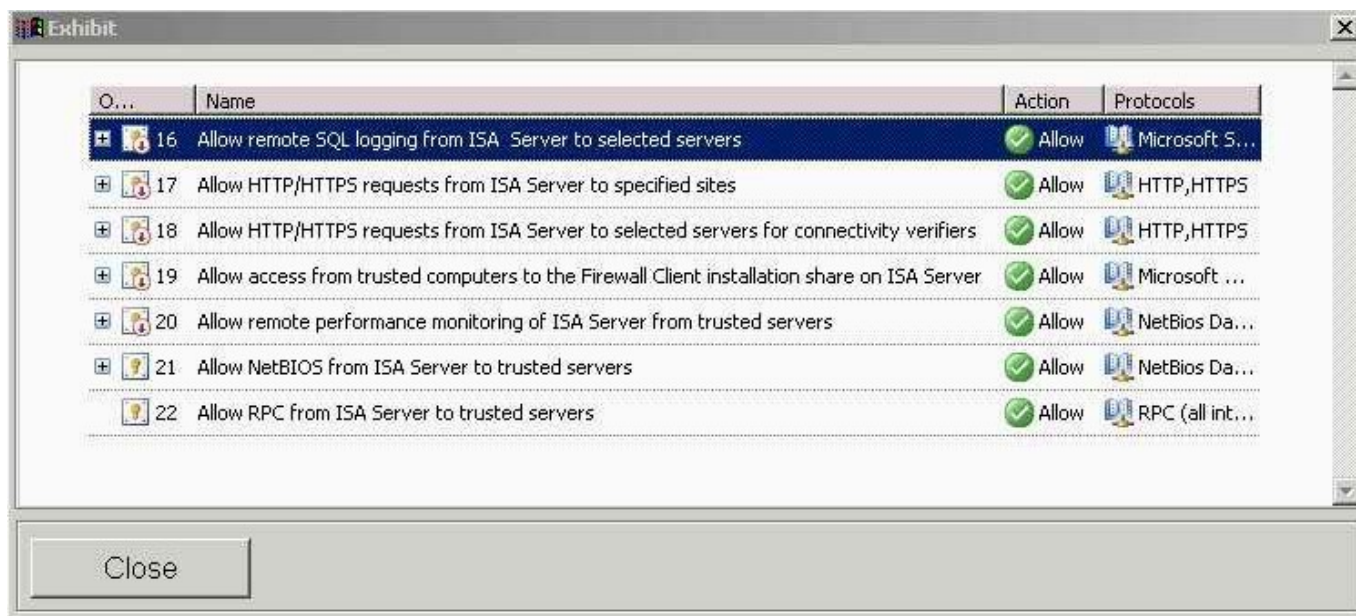 Exhibit
O... Name Action Protocols
16 Allow remote SQL logging from ISA Server to selected servers Allow Microsoft S...
17 Allow HTTP/HTTPS requests from ISA Server to specified sites Allow HTTP,HTTPS
18 Allow HTTP/HTTPS requests from ISA Server to selected servers for connectivity verifiers Allow HTTP,HTTPS
19 Allow access from trusted computers to the Firewall Client installation share on ISA Server Allow Microsoft ...
20 Allow remote performance monitoring of ISA Server from trusted servers Allow NetBios Da...
21 Allow NetBIOS from ISA Server to trusted servers Allow NetBios Da...
22 Allow RPC from ISA Server to trusted servers Allow RPC (all int...
Close